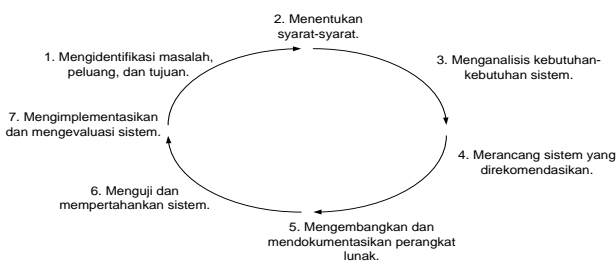 1. Mengidentifikasi masalah,
peluang, dan tujuan.
2. Menentukan
syarat-syarat.
3. Menganalisis kebutuhan-
kebutuhan sistem.
4. Merancang sistem yang
direkomendasikan.
5. Mengembangkan dan
mendokumentasikan perangkat
lunak.
6. Menguji dan
mempertahankan sistem.
7. Mengimplementasikan
dan mengevaluasi sistem.